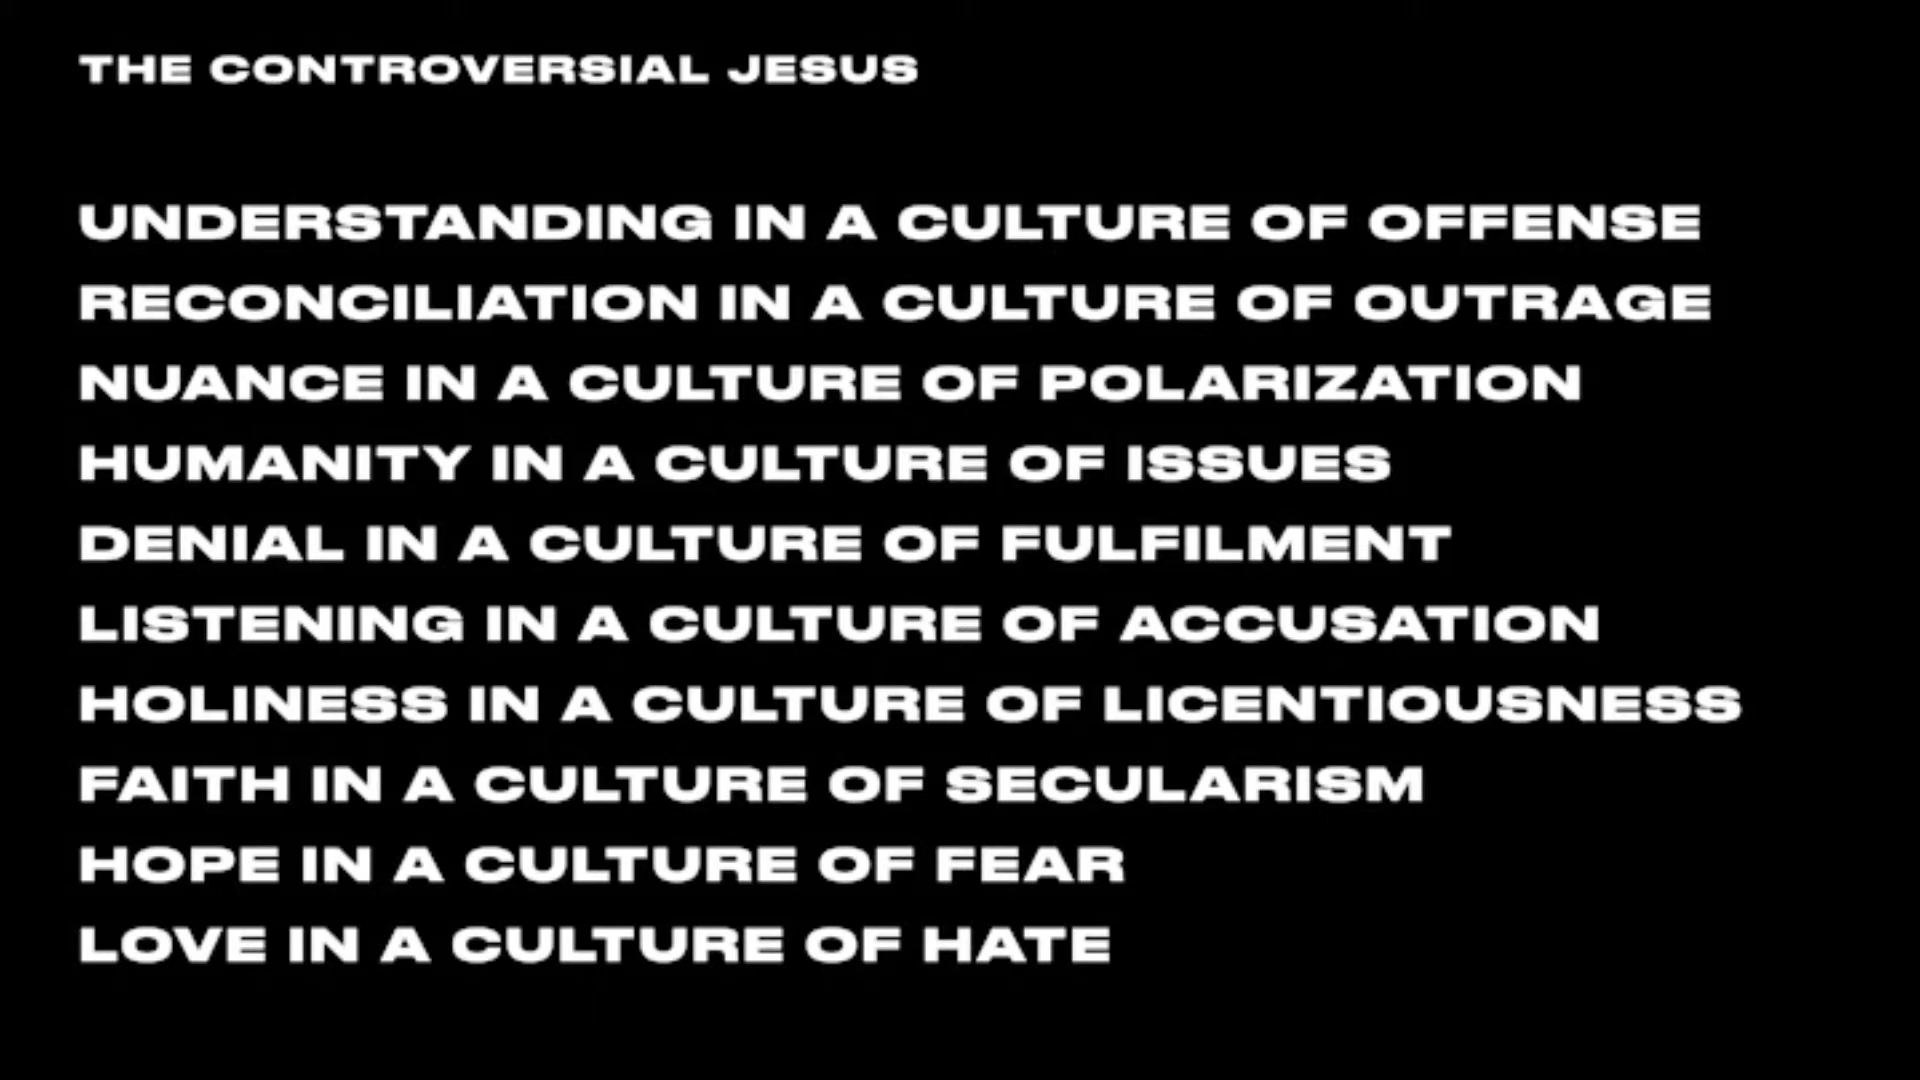 THE CONTROVERSIAL JESUS
UNDERSTANDING IN A CULTURE OF OFFENSE
RECONCILIATION IN A CULTURE OF OUTRAGE
NUANCE IN A CULTURE OF POLARIZATION
HUMANITY IN A CULTURE OF ISSUES
DENIAL IN A CULTURE OF FULFILMENT
LISTENING IN A CULTURE OF ACCUSATION
HOLINESS IN A CULTURE OF LICENTIOUSNESS
FAITH IN A CULTURE OF SECULARISM
HOPE IN A CULTURE OF FEAR
LOVE IN A CULTURE OF HATE